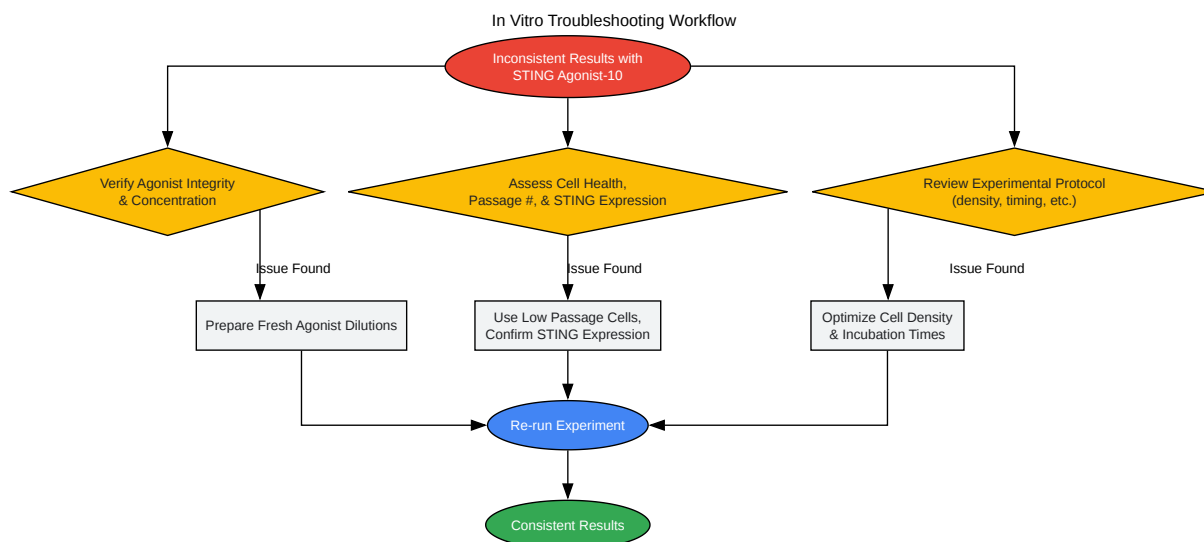 In Vitro Troubleshooting Workflow
Inconsistent Results with
STING Agonist-10
Verify Agonist Integrity
& Concentration
Assess Cell Health,
Passage #, & STING Expression
Review Experimental Protocol
(density, timing, etc.)
Issue Found
Issue Found
Issue Found
Prepare Fresh Agonist Dilutions
Use Low Passage Cells,
Confirm STING Expression
Optimize Cell Density
& Incubation Times
Re-run Experiment
Consistent Results